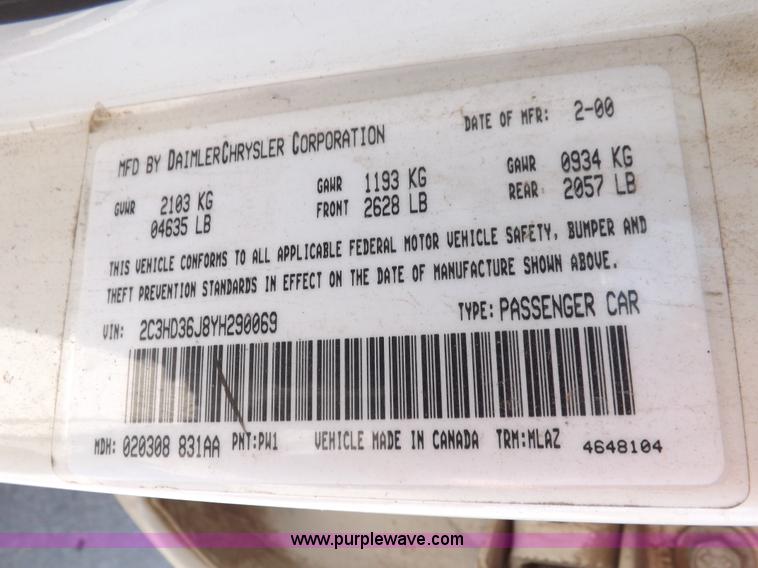 MFD BY DAIMLERCHRYSLER CORPORATION DATE OF MFR: 2-00
GVWR 2103 KG GAWR 1193 KG GAWR 0934 KG
04635 LB FRONT 2628 LB REAR: 2057 LB
THIS VEHICLE CONFORMS TO ALL APPLICABLE FEDERAL MOTOR VEHICLE SAFETY, BUMPER AND
THEFT PREVENTION STANDARDS IN EFFECT ON THE DATE OF MANUFACTURE SHOWN ABOVE.
VIN: 2C3HD36J8YH290069 TYPE: PASSENGER CAR
MDH: 020308 831AA PNT:PW1 VEHICLE MADE IN CANADA TRM:MLAZ 4648104
www.purplewave.com